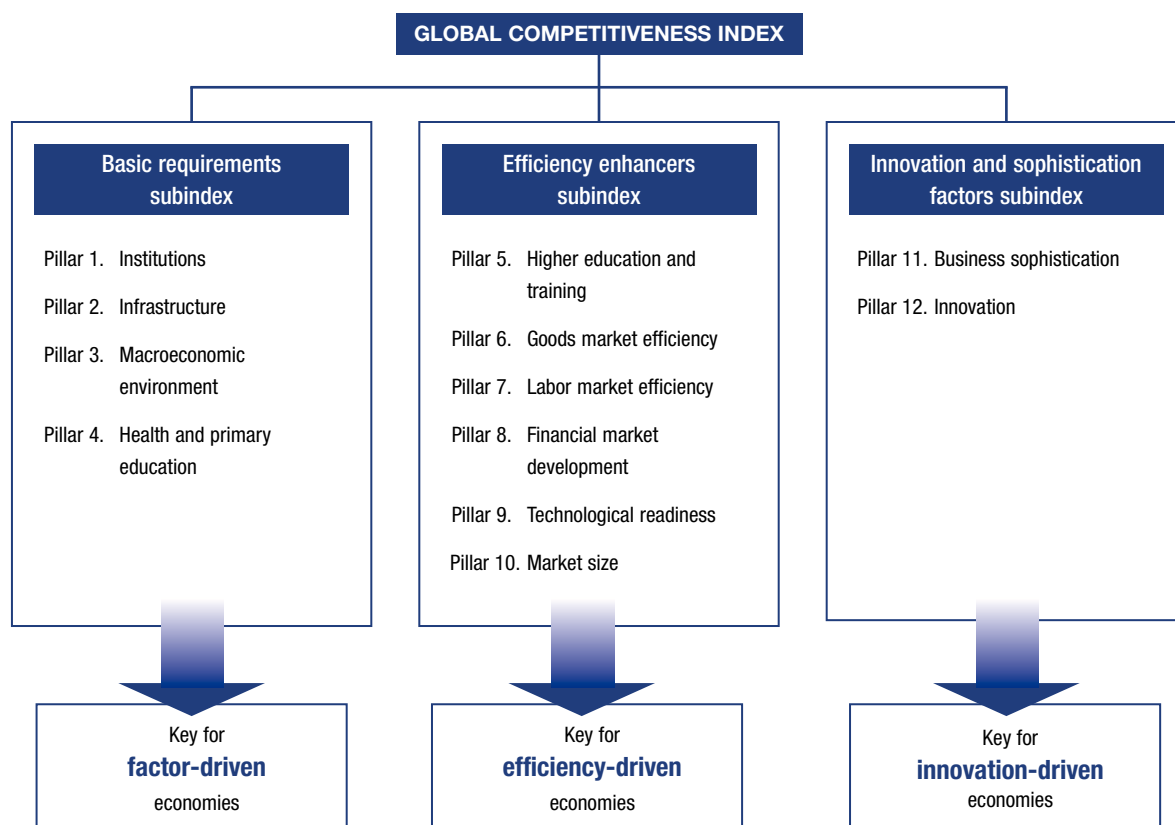 GLOBAL COMPETITIVENESS INDEX
Basic requirements
subindex
Pillar 1. Institutions
Pillar 2. Infrastructure
Pillar 3. Macroeconomic
environment
Pillar 4. Health and primary
education
Key for
factor-driven
economies
Efficiency enhancers
subindex
Pillar 5. Higher education and
training
Pillar 6. Goods market efficiency
Pillar 7. Labor market efficiency
Pillar 8. Financial market
development
Pillar 9. Technological readiness
Pillar 10. Market size
Key for
efficiency-driven
economies
Innovation and sophistication
factors subindex
Pillar 11. Business sophistication
Pillar 12. Innovation
Key for
innovation-driven
economies